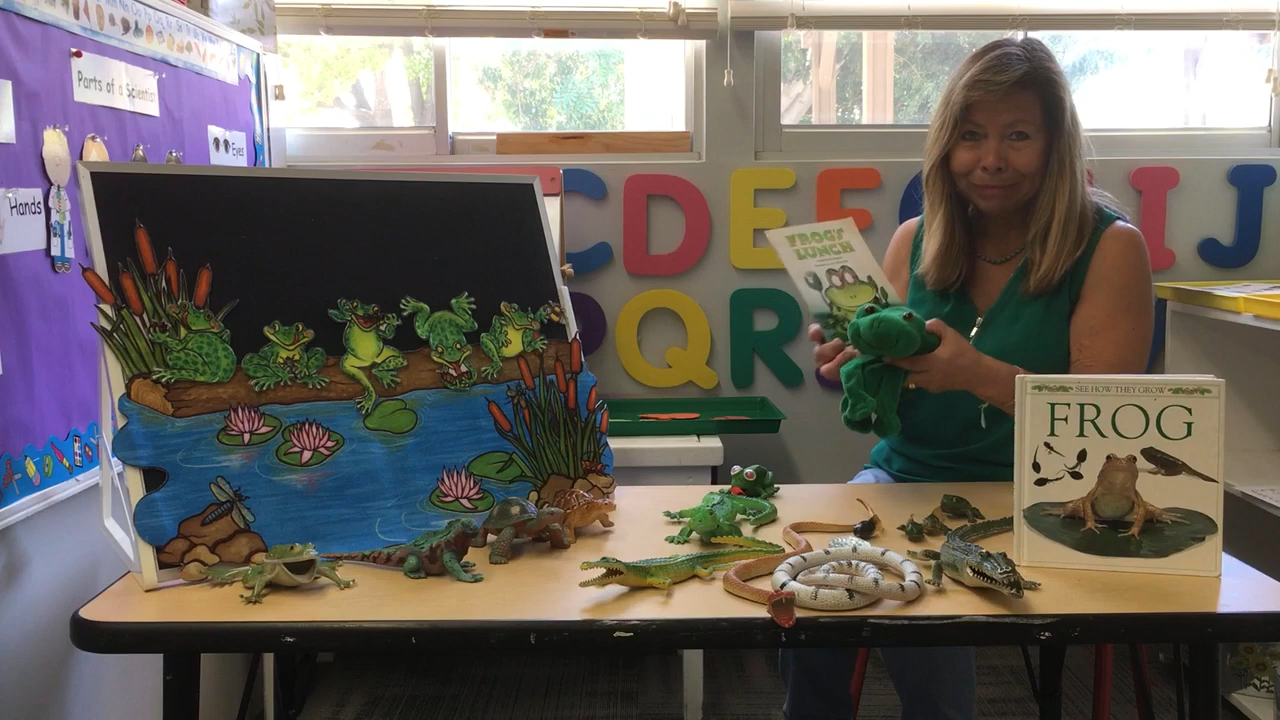 Parts of a Scientist
Eyes
Hands
C D E F
I J
Q R
FROG'S
LUNCH
SEE HOW THEY GROW
FROG